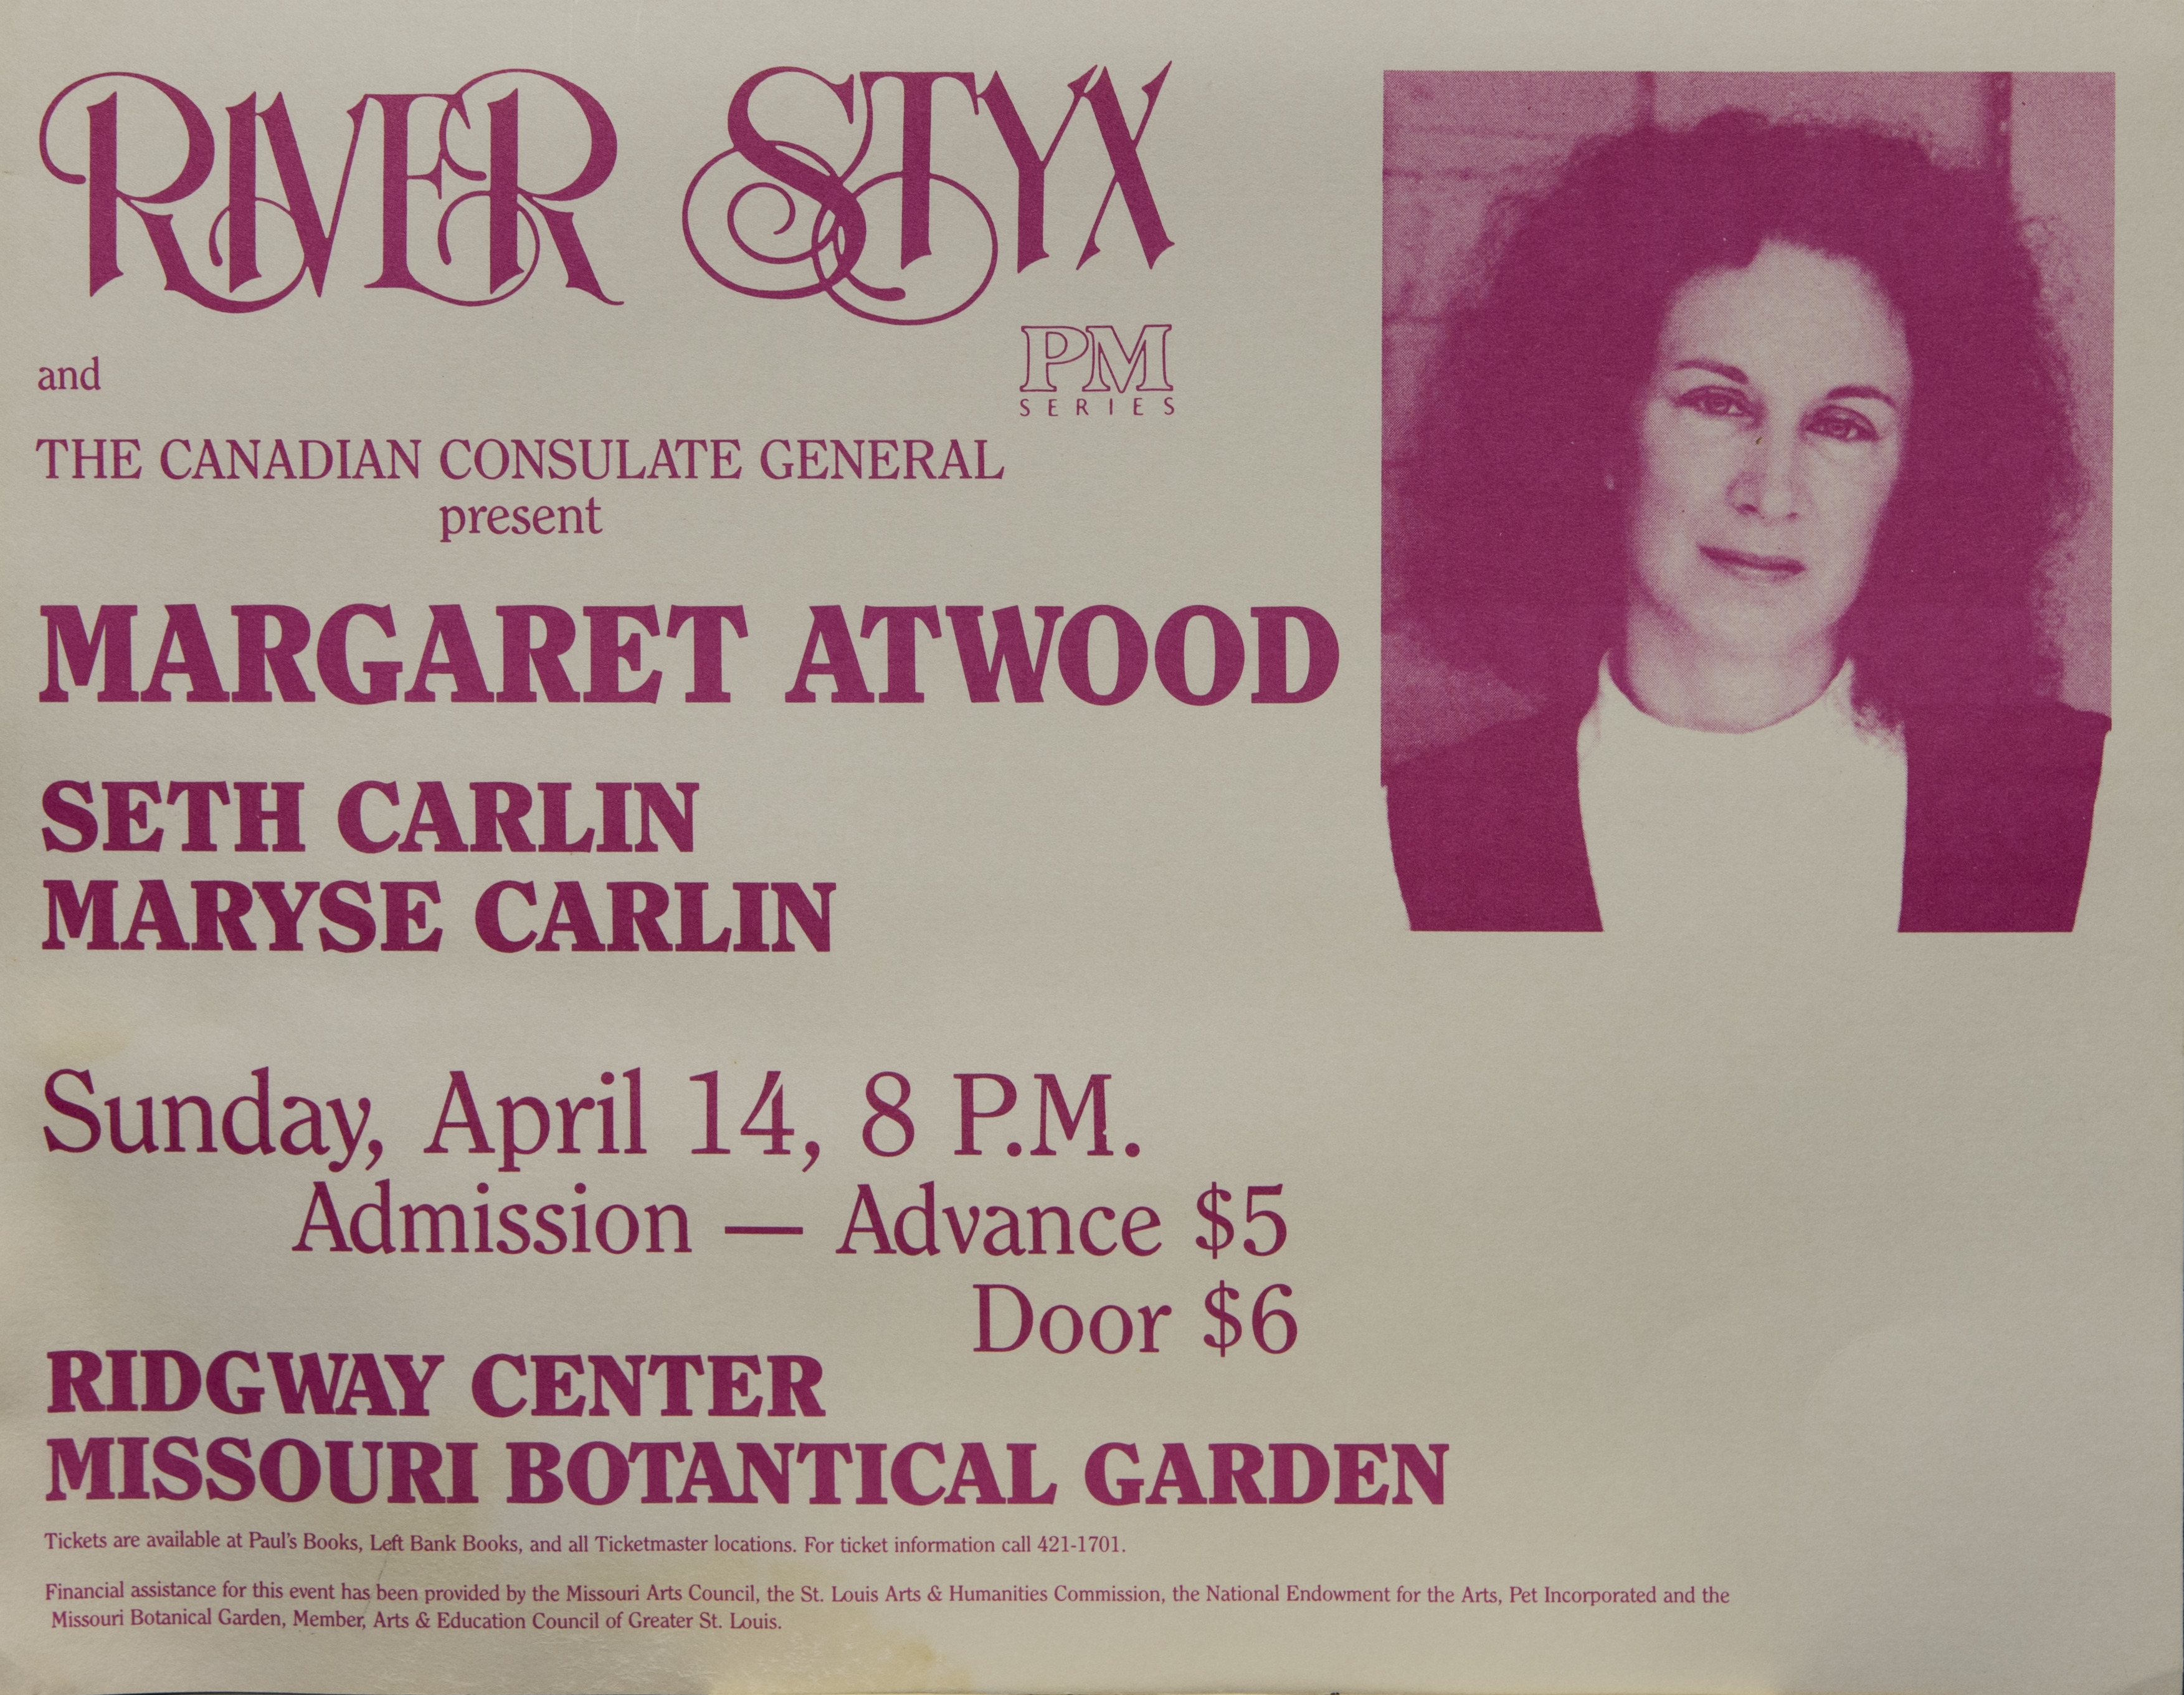 RIVER STYX
PM
SERIES
and
THE CANADIAN CONSULATE GENERAL
present
MARGARET ATWOOD
SETH CARLIN
MARYSE CARLIN
Sunday, April 14, 8 P.M.
Admission — Advance $5
Door $6
RIDGWAY CENTER
MISSOURI BOTANTICAL GARDEN
Tickets are available at Paul's Books, Left Bank Books, and all Ticketmaster locations. For ticket information call 421-1701.
Financial assistance for this event has been provided by the Missouri Arts Council, the St. Louis Arts & Humanities Commission, the National Endowment for the Arts, Pet Incorporated and the
Missouri Botanical Garden, Member, Arts & Education Council of Greater St. Louis.